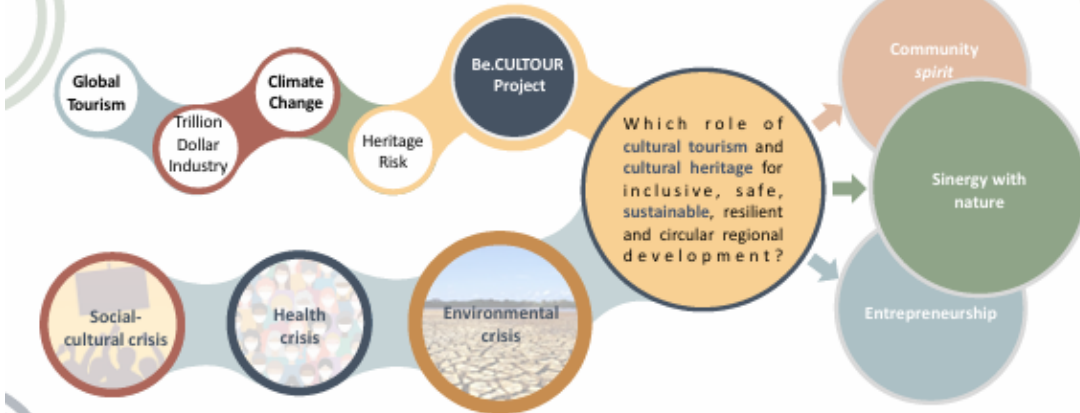 Global
Tourism
Trillion
Dollar
Industry
Climate
Change
Heritage
Risk
Be.CULTOUR
Project
Social-
cultural crisis
Health
crisis
Environmental
crisis
Which role of
cultural tourism and
cultural heritage for
inclusive, safe,
sustainable, resilient
and circular regional
development?
Community
spirit
Sinergy with
nature
Entrepreneurship